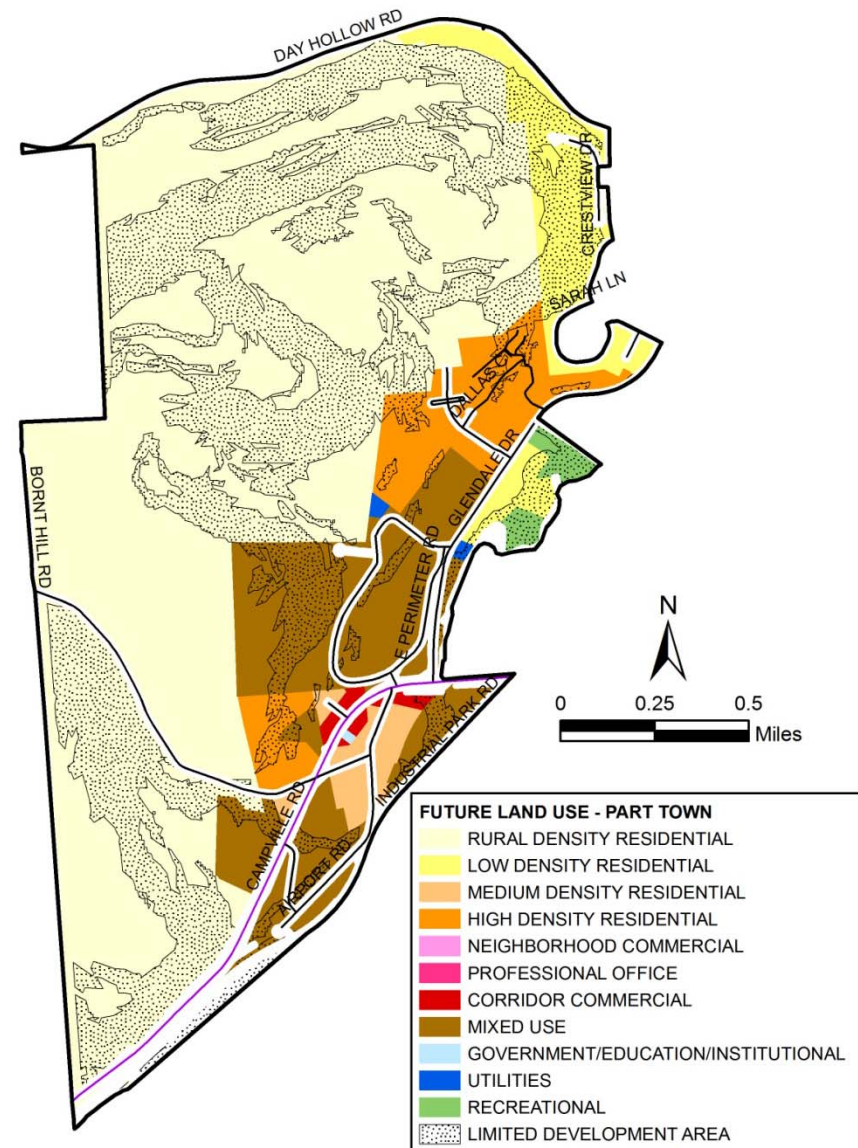 DAY HOLLOW RD
CRESTVIEW DR
SARAH LN
DALLAS CT
GLENDALE DR
BORNT HILL RD
E PERIMETER RD
N
0 0.25 0.5
Miles
INDUSTRIAL PARK RD
CAMPVILLE RD
AIRPORT RD
FUTURE LAND USE - PART TOWN
RURAL DENSITY RESIDENTIAL
LOW DENSITY RESIDENTIAL
MEDIUM DENSITY RESIDENTIAL
HIGH DENSITY RESIDENTIAL
NEIGHBORHOOD COMMERCIAL
PROFESSIONAL OFFICE
CORRIDOR COMMERCIAL
MIXED USE
GOVERNMENT/EDUCATION/INSTITUTIONAL
UTILITIES
RECREATIONAL
LIMITED DEVELOPMENT AREA